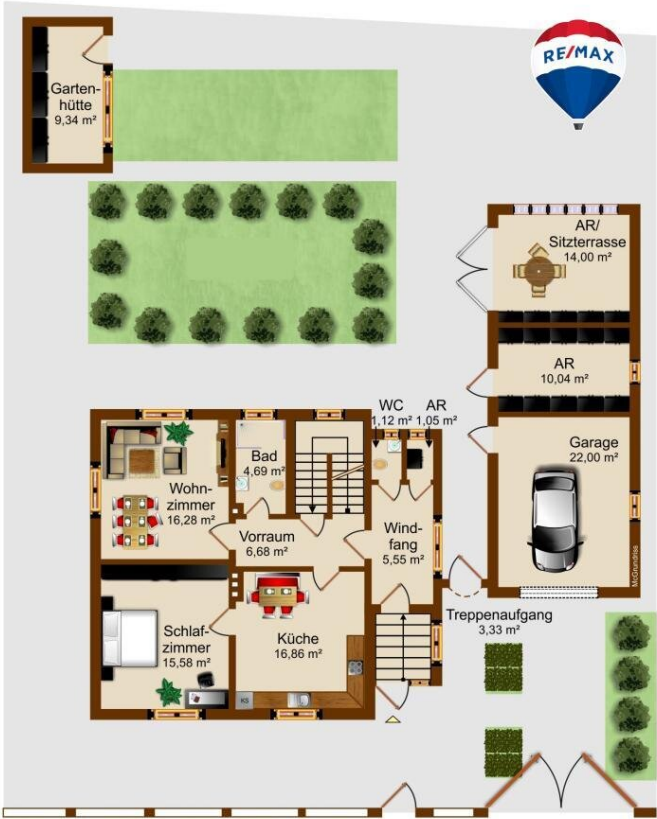 RE/MAX
Garten-
hütte
9,34 m²
AR/
Sitzterrasse
14,00 m²
AR
10,04 m²
Garage
22,00 m²
McGrundriss
WC
1,12 m²
AR
1,05 m²
Bad
4,69 m²
Wohn-
zimmer
16,28 m²
Vorraum
6,68 m²
Wind-
fang
5,55 m²
Treppenaufgang
3,33 m²
Schlaf-
zimmer
15,58 m²
Küche
16,86 m²
KS